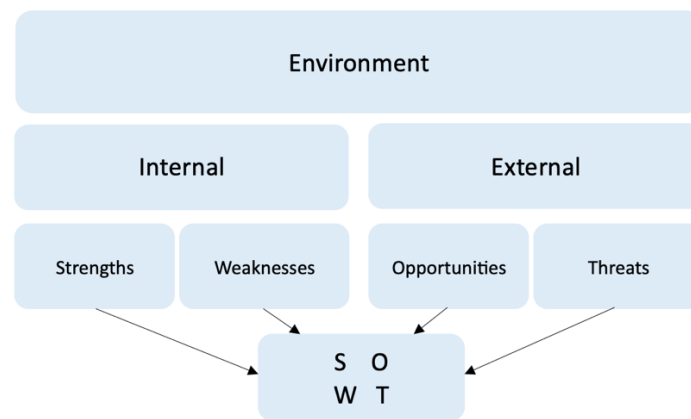 Environment
Internal External
Strengths Weaknesses Opportunities Threats
S O
W T